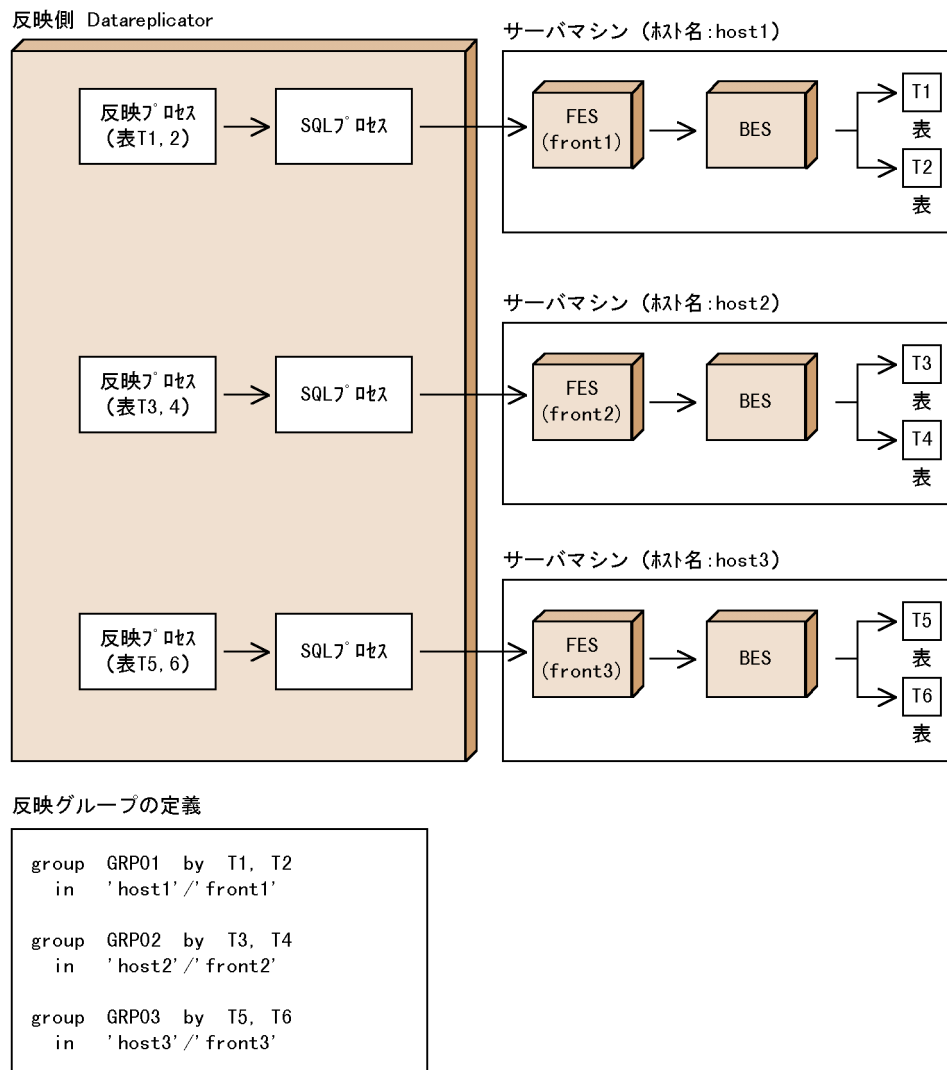 反映側 Datareplicator
反映プロセス
(表T1, 2)
SQLプロセス
サーバマシン (ﾎｽﾄ名:host1)
FES
(front1)
BES
T1
表
T2
表
反映ﾌﾟﾛｾｽ
(表T3, 4)
SQLﾌﾟﾛｾｽ
サーバマシン (ﾎｽﾄ名:host2)
FES
(front2)
BES
T3
表
T4
表
反映ﾌﾟﾛｾｽ
(表T5, 6)
SQLﾌﾟﾛｾｽ
サーバマシン (ﾎｽﾄ名:host3)
FES
(front3)
BES
T5
表
T6
表
反映グループの定義
group GRP01 by T1, T2
in 'host1'/'front1'
group GRP02 by T3, T4
in 'host2'/'front2'
group GRP03 by T5, T6
in 'host3'/'front3'